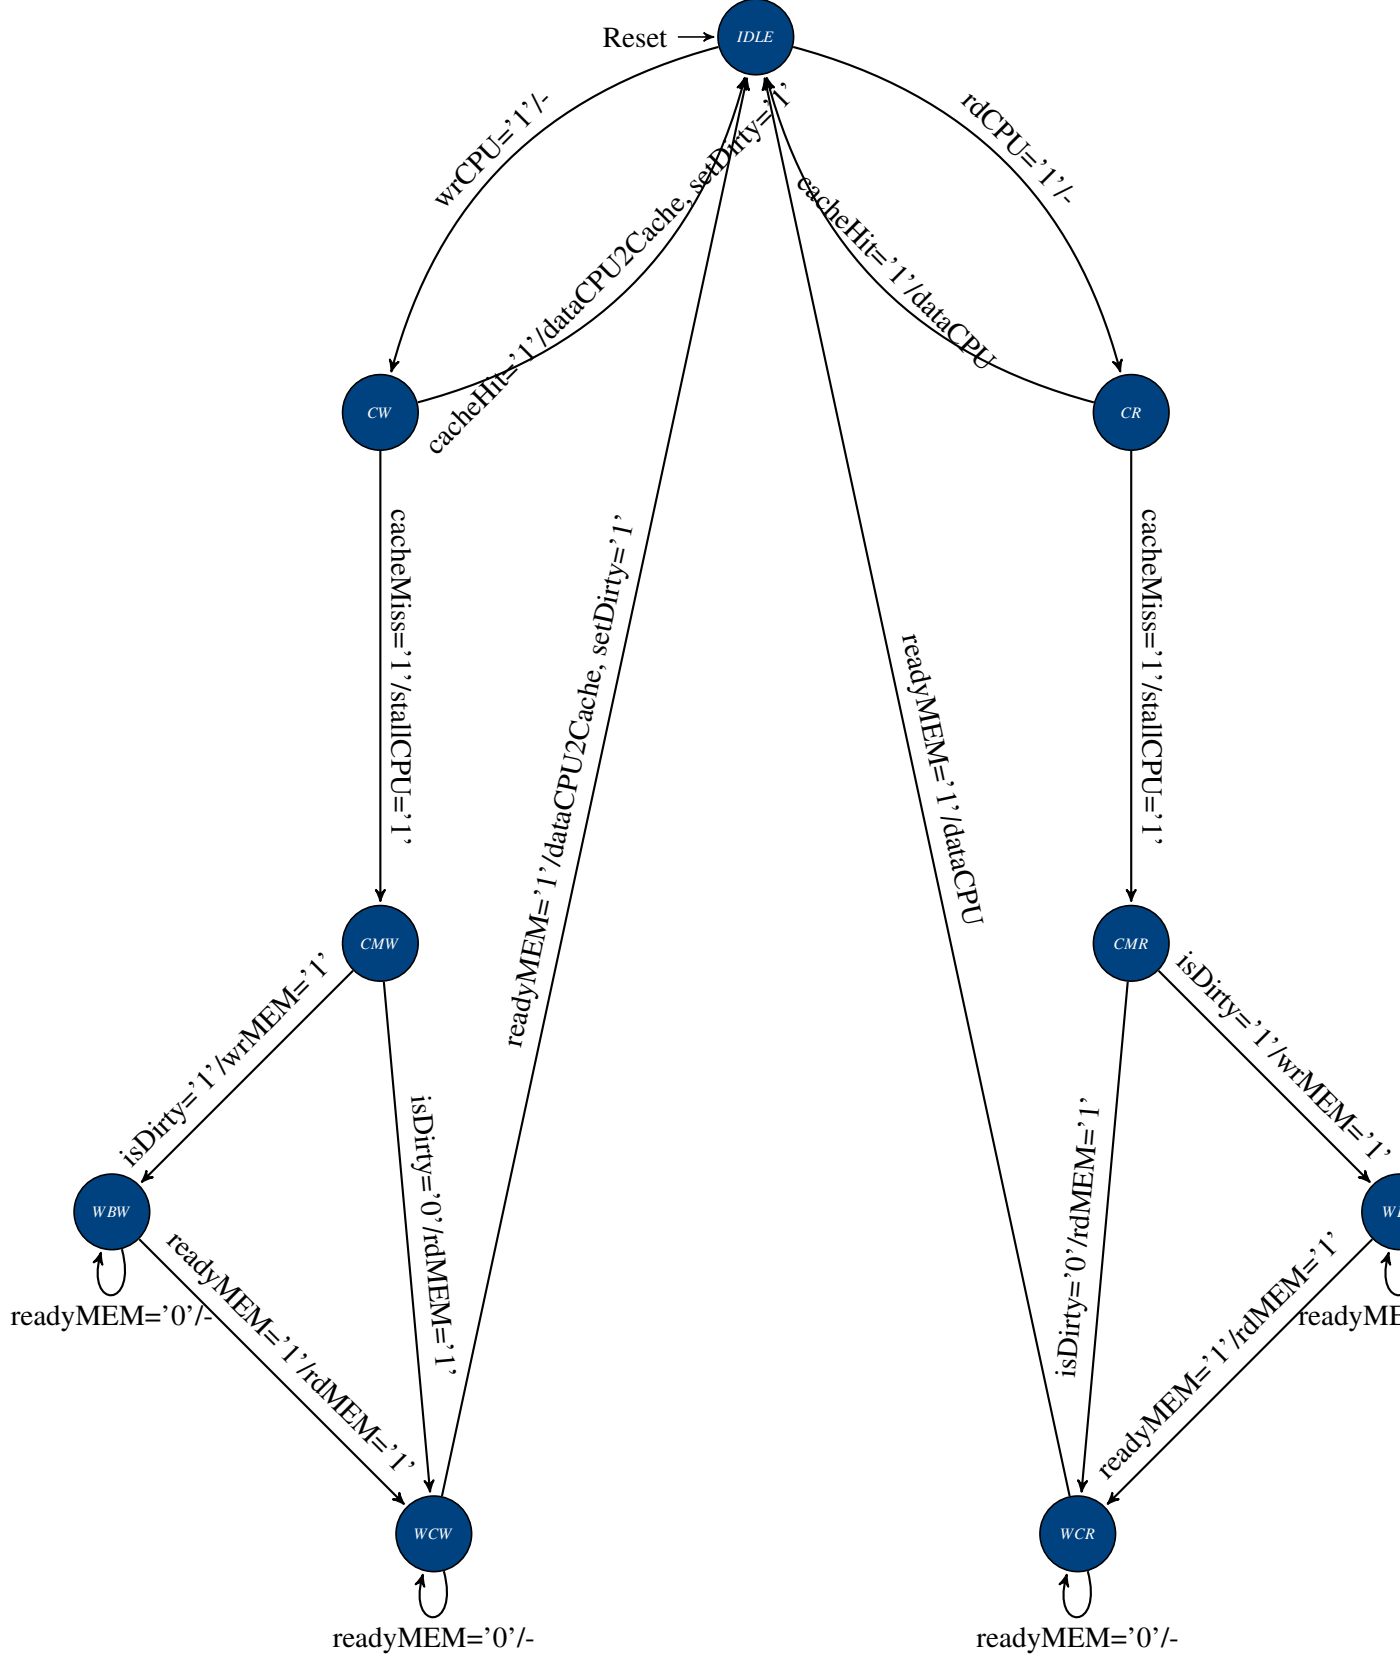 Reset
IDLE
wrCPU='1'/-
rdCPU='1'/-
cacheHit='1'/dataCPU2Cache, setDirty='1'
cacheHit='1'/dataCPU
CW
CR
cacheMiss='1'/stallCPU='1'
cacheMiss='1'/stallCPU='1'
readyMEM='1'/dataCPU2Cache, setDirty='1'
readyMEM='1'/dataCPU
CMW
CMR
isDirty='1'/wrMEM='1'
isDirty='0'/rdMEM='1'
isDirty='0'/rdMEM='1'
isDirty='1'/wrMEM='1'
WBW
readyMEM='0'/-
readyMEM='1'/rdMEM='1'
readyMEM='1'/rdMEM='1'
WCW
WCR
readyMEM='0'/-
readyMEM='0'/-